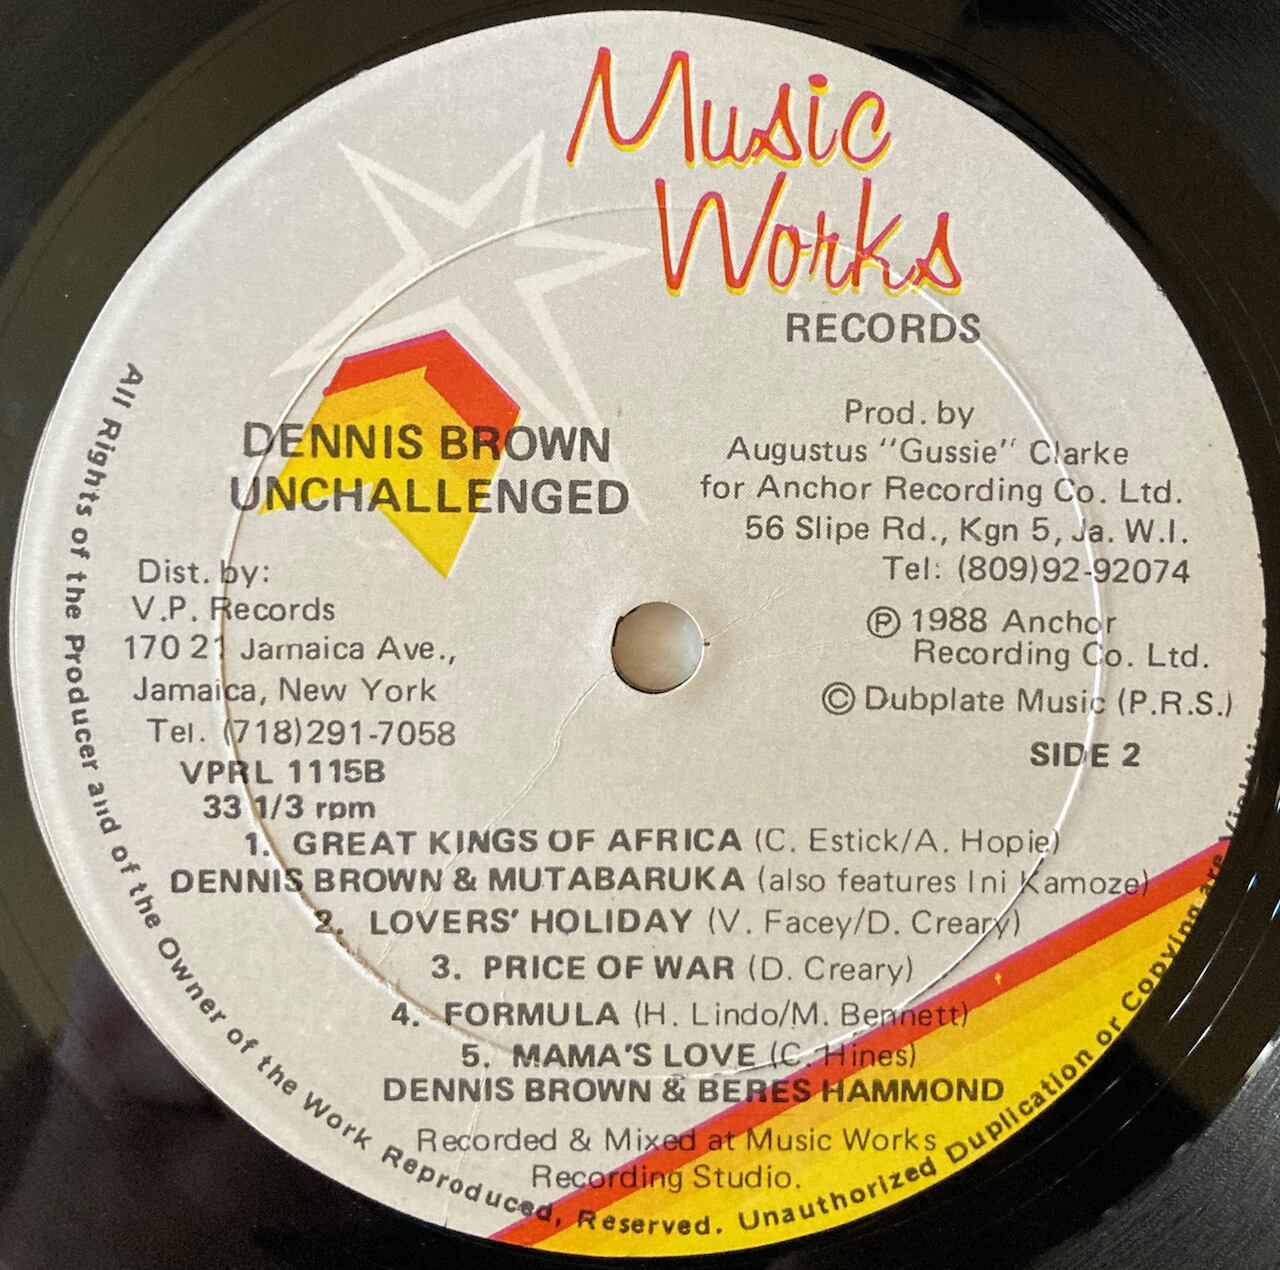 Music
Works
RECORDS
DENNIS BROWN
UNCHALLENGED
Prod. by
Augustus "Gussie" Clarke
for Anchor Recording Co. Ltd.
56 Slipe Rd., Kgn 5, Ja. W.I.
Tel: (809)92-92074
℗ 1988 Anchor
Recording Co. Ltd.
© Dubplate Music (P.R.S.)
SIDE 2
Dist. by:
V.P. Records
170 21 Jamaica Ave.,
Jamaica, New York
Tel. (718)291-7058
VPRL 1115B
33 1/3 rpm
1. GREAT KINGS OF AFRICA (C. Estick/A. Hopie)
DENNIS BROWN & MUTABARUKA (also features Ini Kamoze)
2. LOVERS' HOLIDAY (V. Facey/D. Creary)
3. PRICE OF WAR (D. Creary)
4. FORMULA (H. Lindo/M. Bennett)
5. MAMA'S LOVE (C. Hines)
DENNIS BROWN & BERES HAMMOND
Recorded & Mixed at Music Works
Recording Studio.
All Rights of the Producer and of the Owner of the Work Reproduced, Reserved. Unauthorized Duplication or Copying are